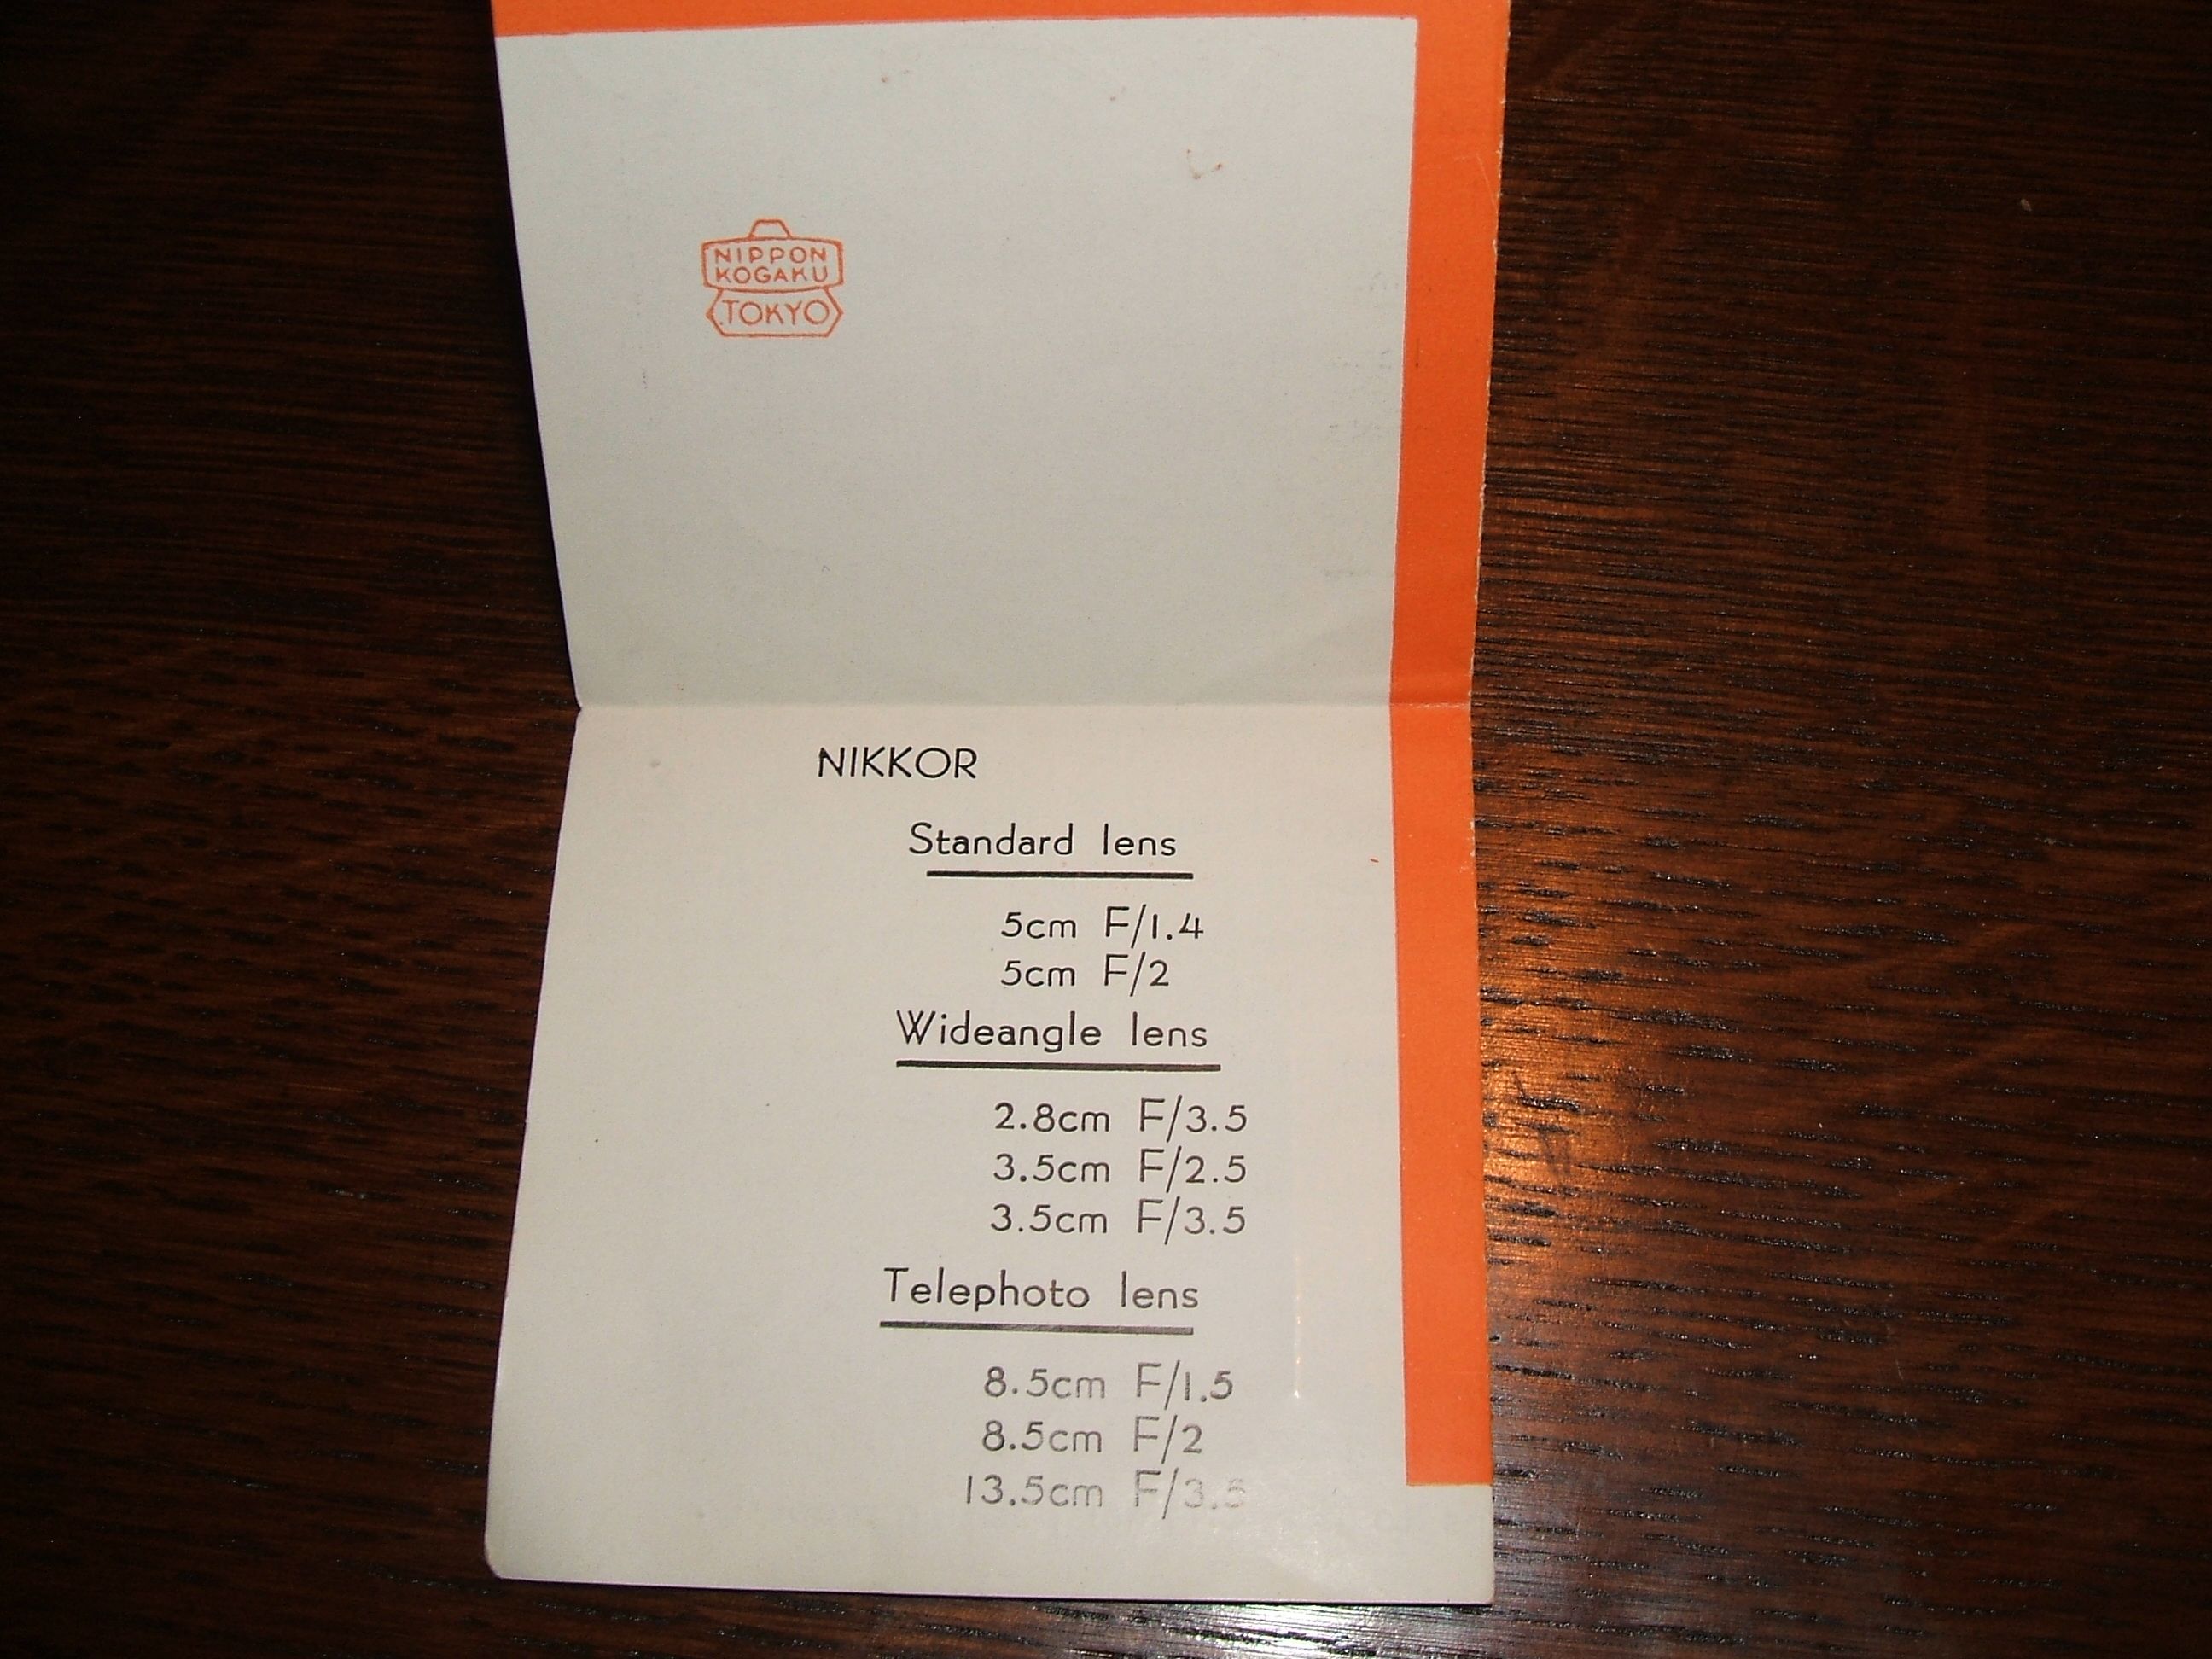 NIPPON
KOGAKU
TOKYO
NIKKOR
Standard lens
5cm F/1.4
5cm F/2
Wideangle lens
2.8cm F/3.5
3.5cm F/2.5
3.5cm F/3.5
Telephoto lens
8.5cm F/1.5
8.5cm F/2
13.5cm F/3.5